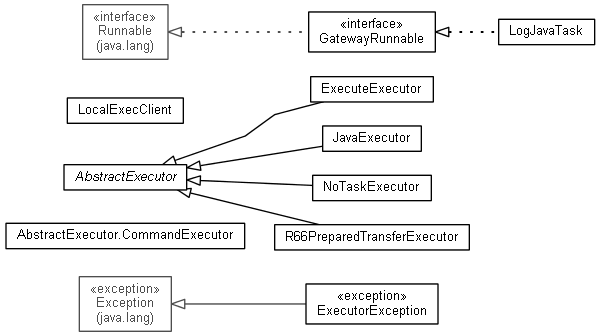 «interface»
Runnable
(java.lang)
«interface»
GatewayRunnable
LogJavaTask
ExecuteExecutor
LocalExecClient
JavaExecutor
AbstractExecutor
NoTaskExecutor
AbstractExecutor.CommandExecutor
R66PreparedTransferExecutor
«exception»
Exception
(java.lang)
«exception»
ExecutorException